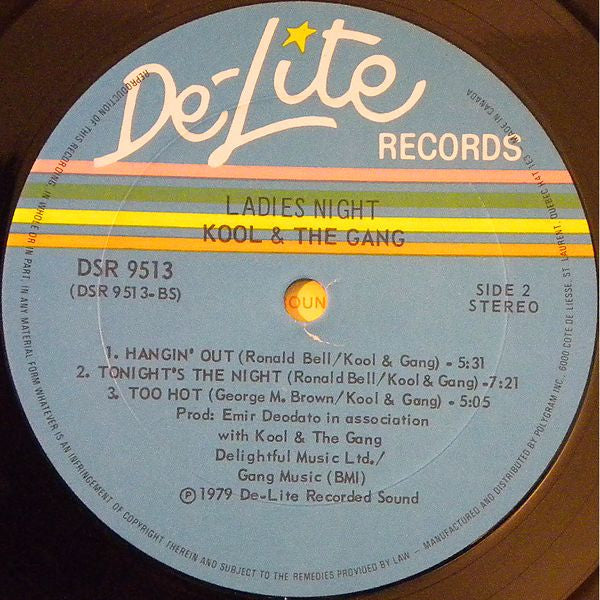 De-Lite
RECORDS
LADIES NIGHT
KOOL & THE GANG
DSR 9513
(DSR 9513-BS)
SIDE 2
STEREO
OUN
1. HANGIN' OUT (Ronald Bell/Kool & Gang) - 5:31
2. TONIGHT'S THE NIGHT (Ronald Bell/Kool & Gang) -7:21
3. TOO HOT (George M. Brown/Kool & Gang) - 5:05
Prod: Emir Deodato in association
with Kool & The Gang
Delightful Music Ltd./
Gang Music (BMI)
Ⓟ 1979 De-Lite Recorded Sound
REPRODUCTION OF THIS RECORDING, IN WHOLE OR IN PART, IN ANY MATERIAL FORM WHATEVER IS AN INFRINGEMENT OF COPYRIGHT THEREIN AND SUBJECT TO THE REMEDIES PROVIDED BY LAW – MANUFACTURED AND DISTRIBUTED BY POLYGRAM INC. 6000 COTE DE LIESSE, ST. LAURENT QUEBEC H4T 1E3 MADE IN CANADA